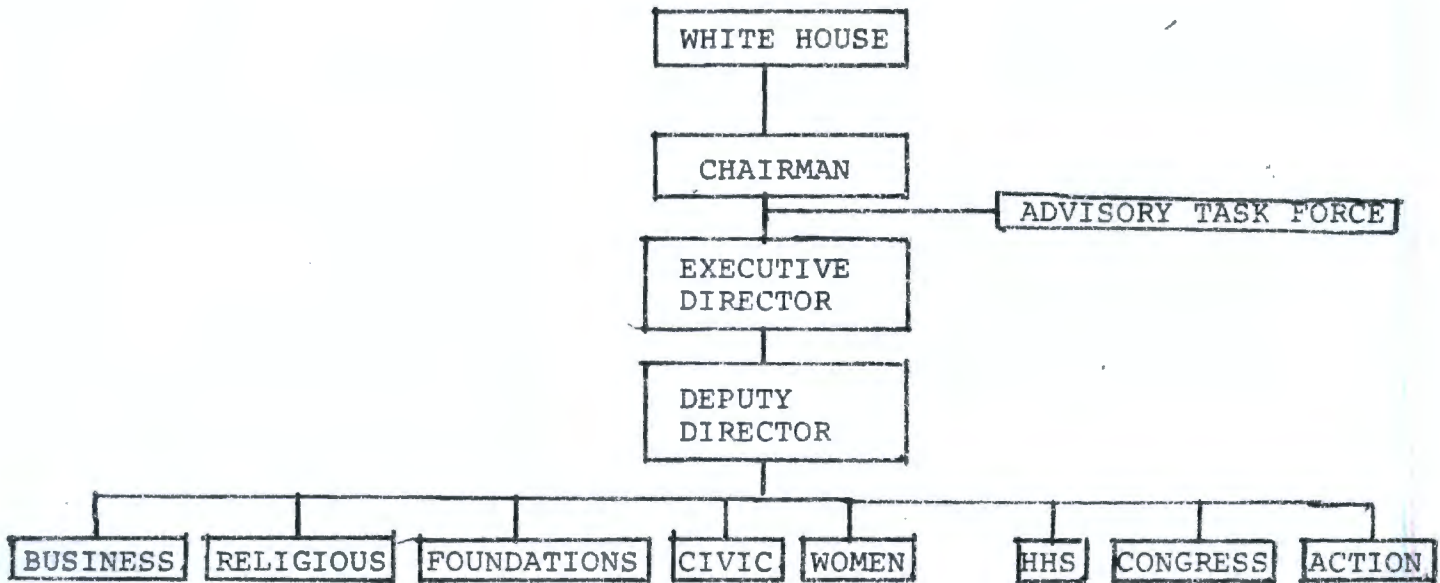 WHITE HOUSE
CHAIRMAN
ADVISORY TASK FORCE
EXECUTIVE
DIRECTOR
DEPUTY
DIRECTOR
BUSINESS RELIGIOUS FOUNDATIONS CIVIC WOMEN HHS CONGRESS ACTION